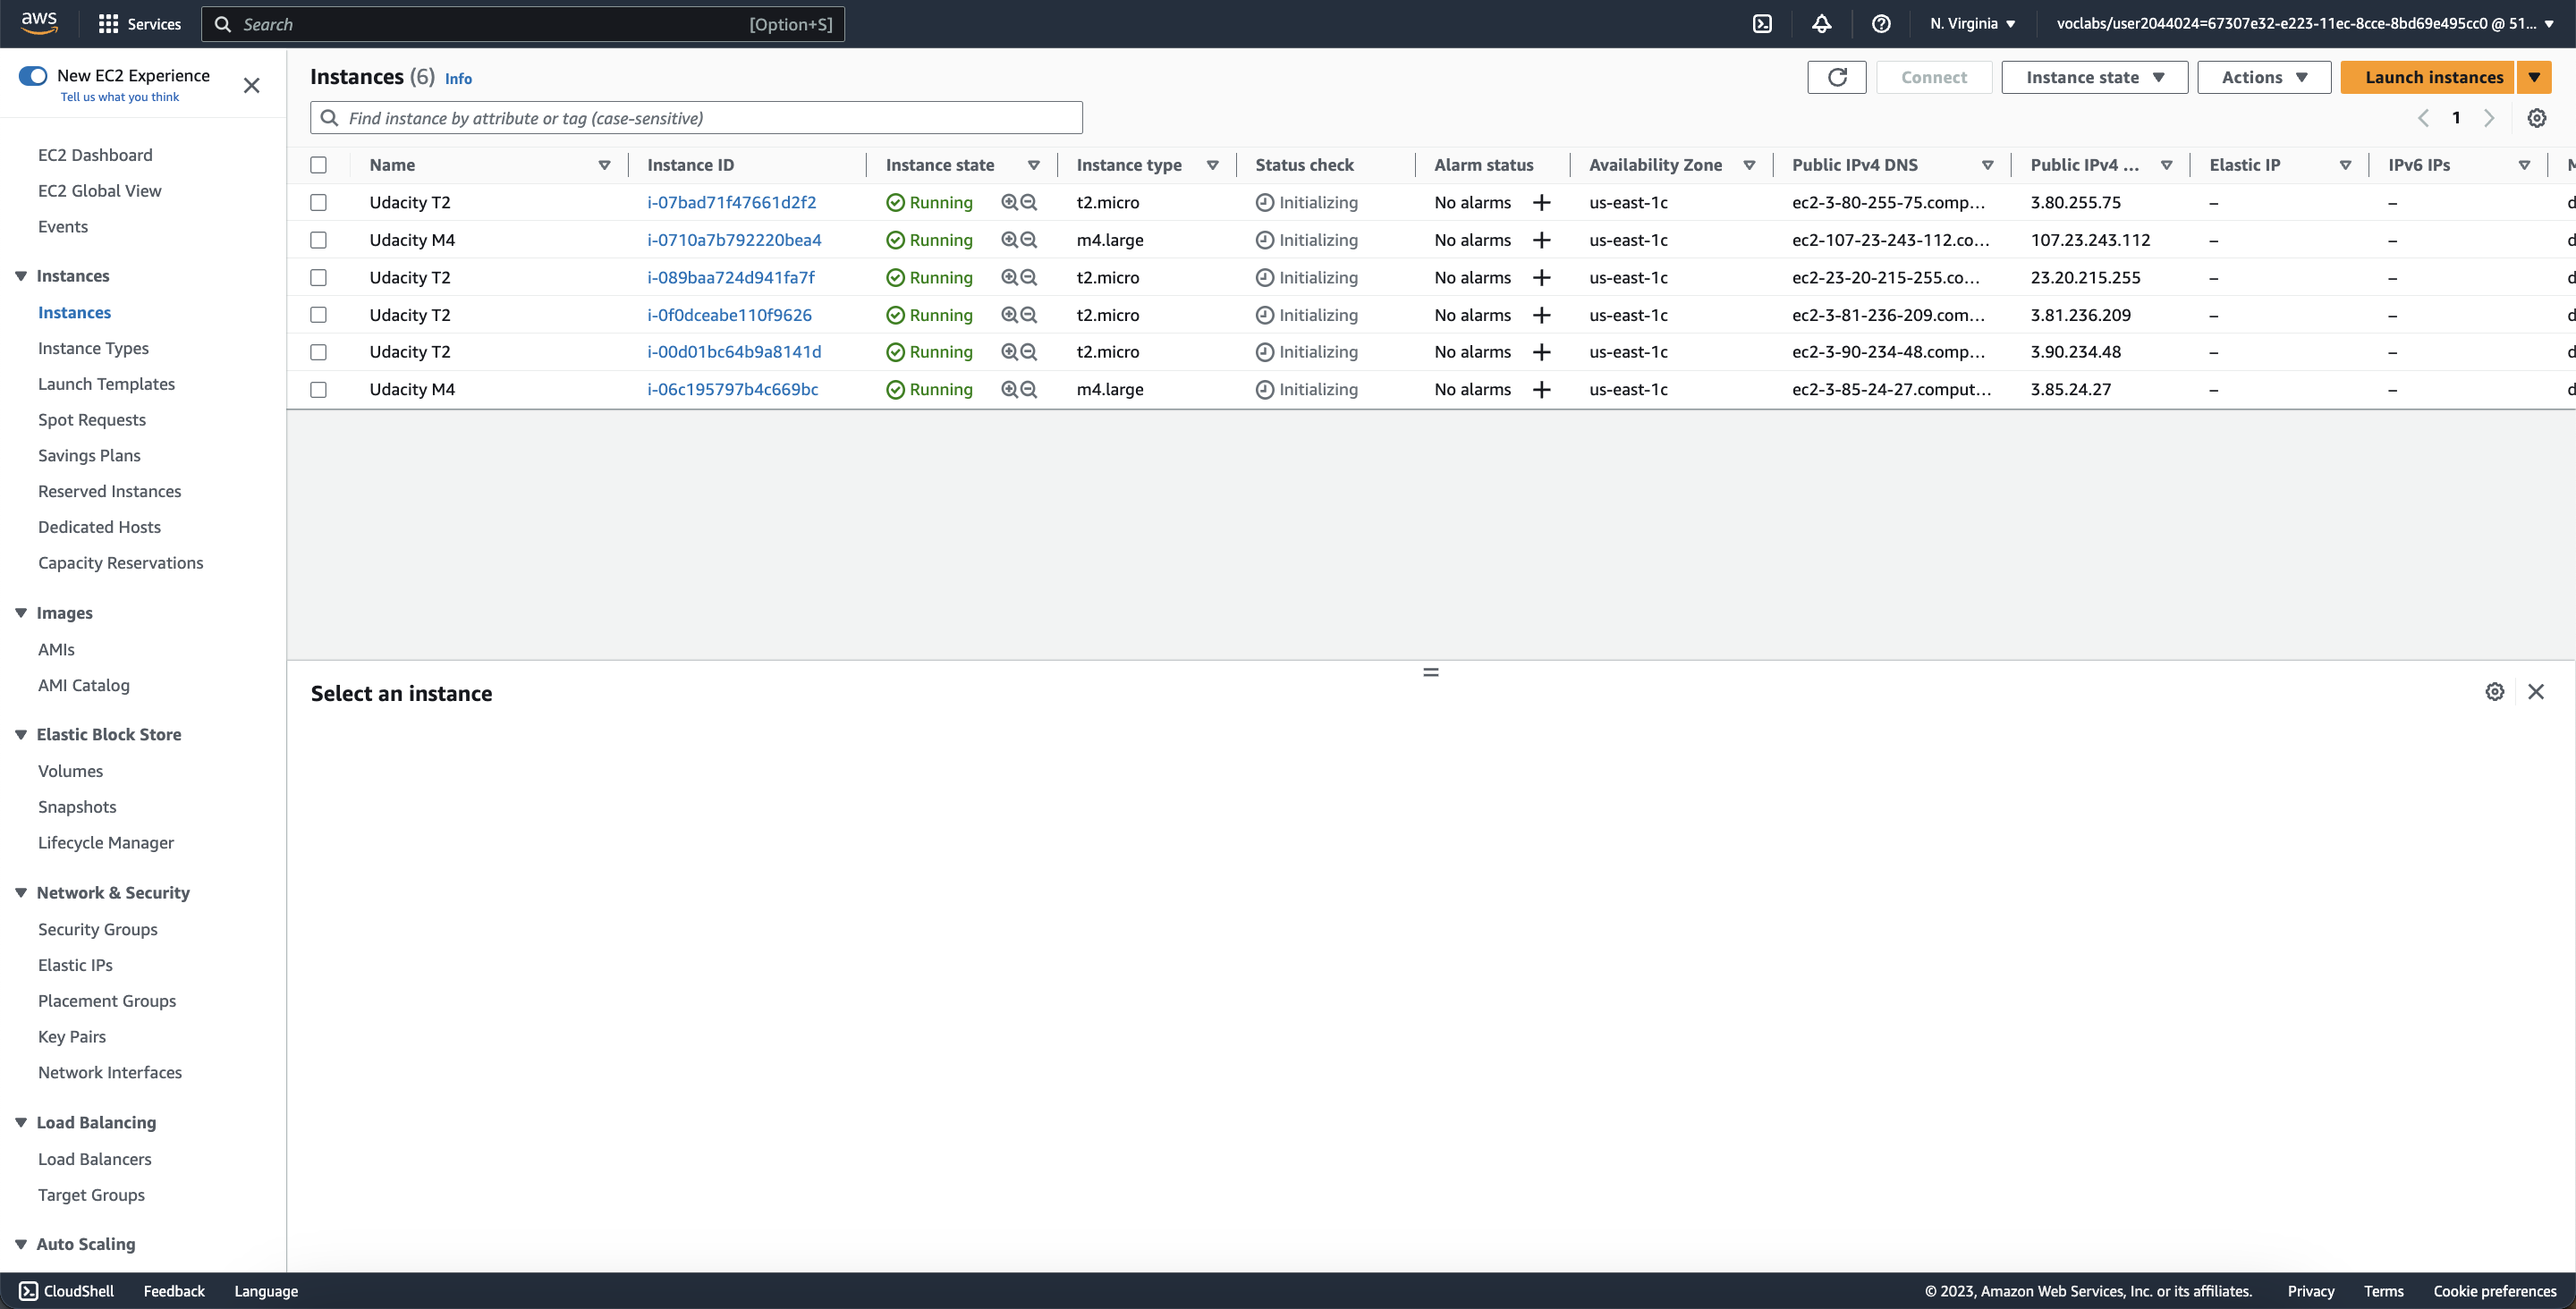 aws Services Search [Option+S] N. Virginia voclabs/user2044024=67307e32-e223-11ec-8cce-8bd69e495cc0 @ 51...
New EC2 Experience
Tell us what you think
EC2 Dashboard
EC2 Global View
Events
Instances
Instances
Instance Types
Launch Templates
Spot Requests
Savings Plans
Reserved Instances
Dedicated Hosts
Capacity Reservations
Images
AMIs
AMI Catalog
Elastic Block Store
Volumes
Snapshots
Lifecycle Manager
Network & Security
Security Groups
Elastic IPs
Placement Groups
Key Pairs
Network Interfaces
Load Balancing
Load Balancers
Target Groups
Auto Scaling
Instances (6) Info Connect Instance state Actions Launch instances
Find instance by attribute or tag (case-sensitive) 1
Name Instance ID Instance state Instance type Status check Alarm status Availability Zone Public IPv4 DNS Public IPv4 ... Elastic IP IPv6 IPs
Udacity T2 i-07bad71f47661d2f2 Running t2.micro Initializing No alarms + us-east-1c ec2-3-80-255-75.comp... 3.80.255.75 – –
Udacity M4 i-0710a7b792220bea4 Running m4.large Initializing No alarms + us-east-1c ec2-107-23-243-112.co... 107.23.243.112 – –
Udacity T2 i-089baa724d941fa7f Running t2.micro Initializing No alarms + us-east-1c ec2-23-20-215-255.co... 23.20.215.255 – –
Udacity T2 i-0f0dceabe110f9626 Running t2.micro Initializing No alarms + us-east-1c ec2-3-81-236-209.com... 3.81.236.209 – –
Udacity T2 i-00d01bc64b9a8141d Running t2.micro Initializing No alarms + us-east-1c ec2-3-90-234-48.comp... 3.90.234.48 – –
Udacity M4 i-06c195797b4c669bc Running m4.large Initializing No alarms + us-east-1c ec2-3-85-24-27.comput... 3.85.24.27 – –
Select an instance
CloudShell Feedback Language © 2023, Amazon Web Services, Inc. or its affiliates. Privacy Terms Cookie preferences